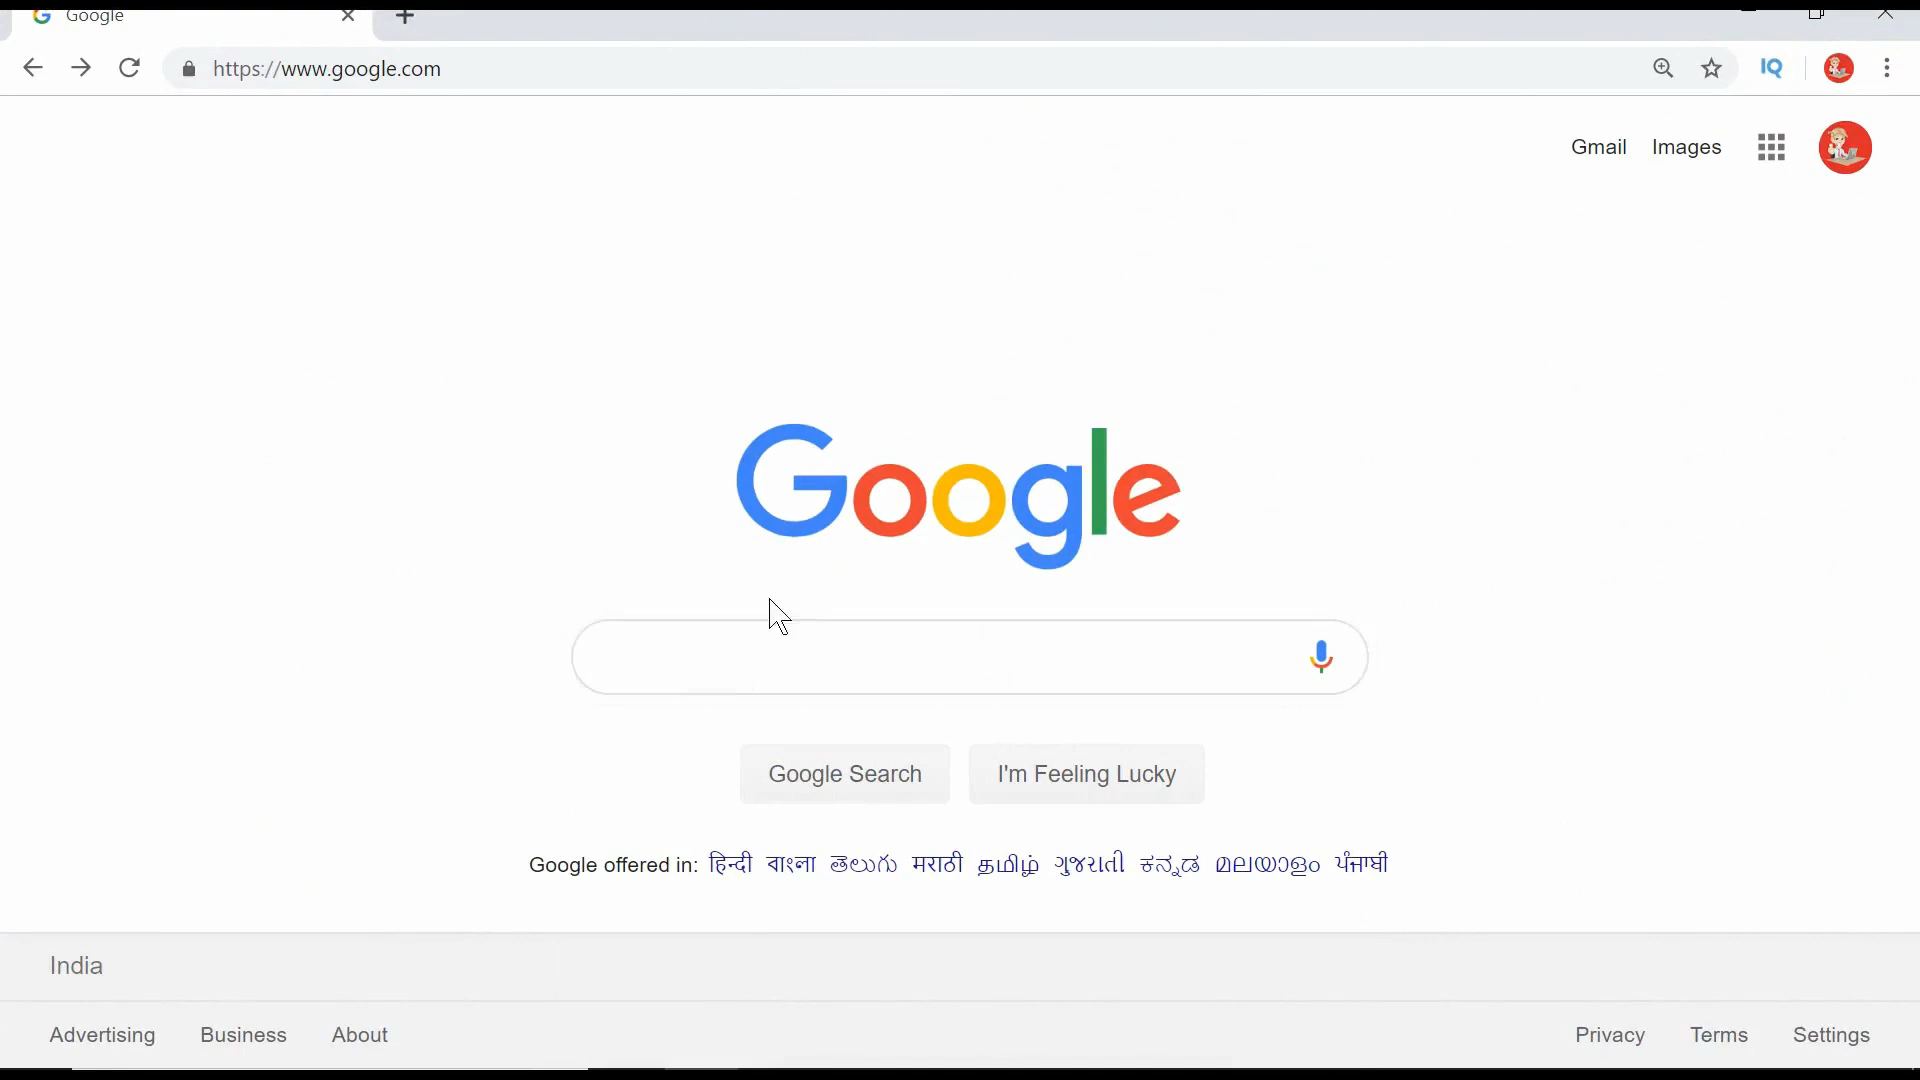 Google
https://www.google.com
IQ
Gmail Images
Google
Google Search I'm Feeling Lucky
Google offered in: हिन्दी বাংলা తెలుగు मराठी தமிழ் ગુજરાતી ಕನ್ನಡ മലയാളം ਪੰਜਾਬੀ
India
Advertising Business About Privacy Terms Settings